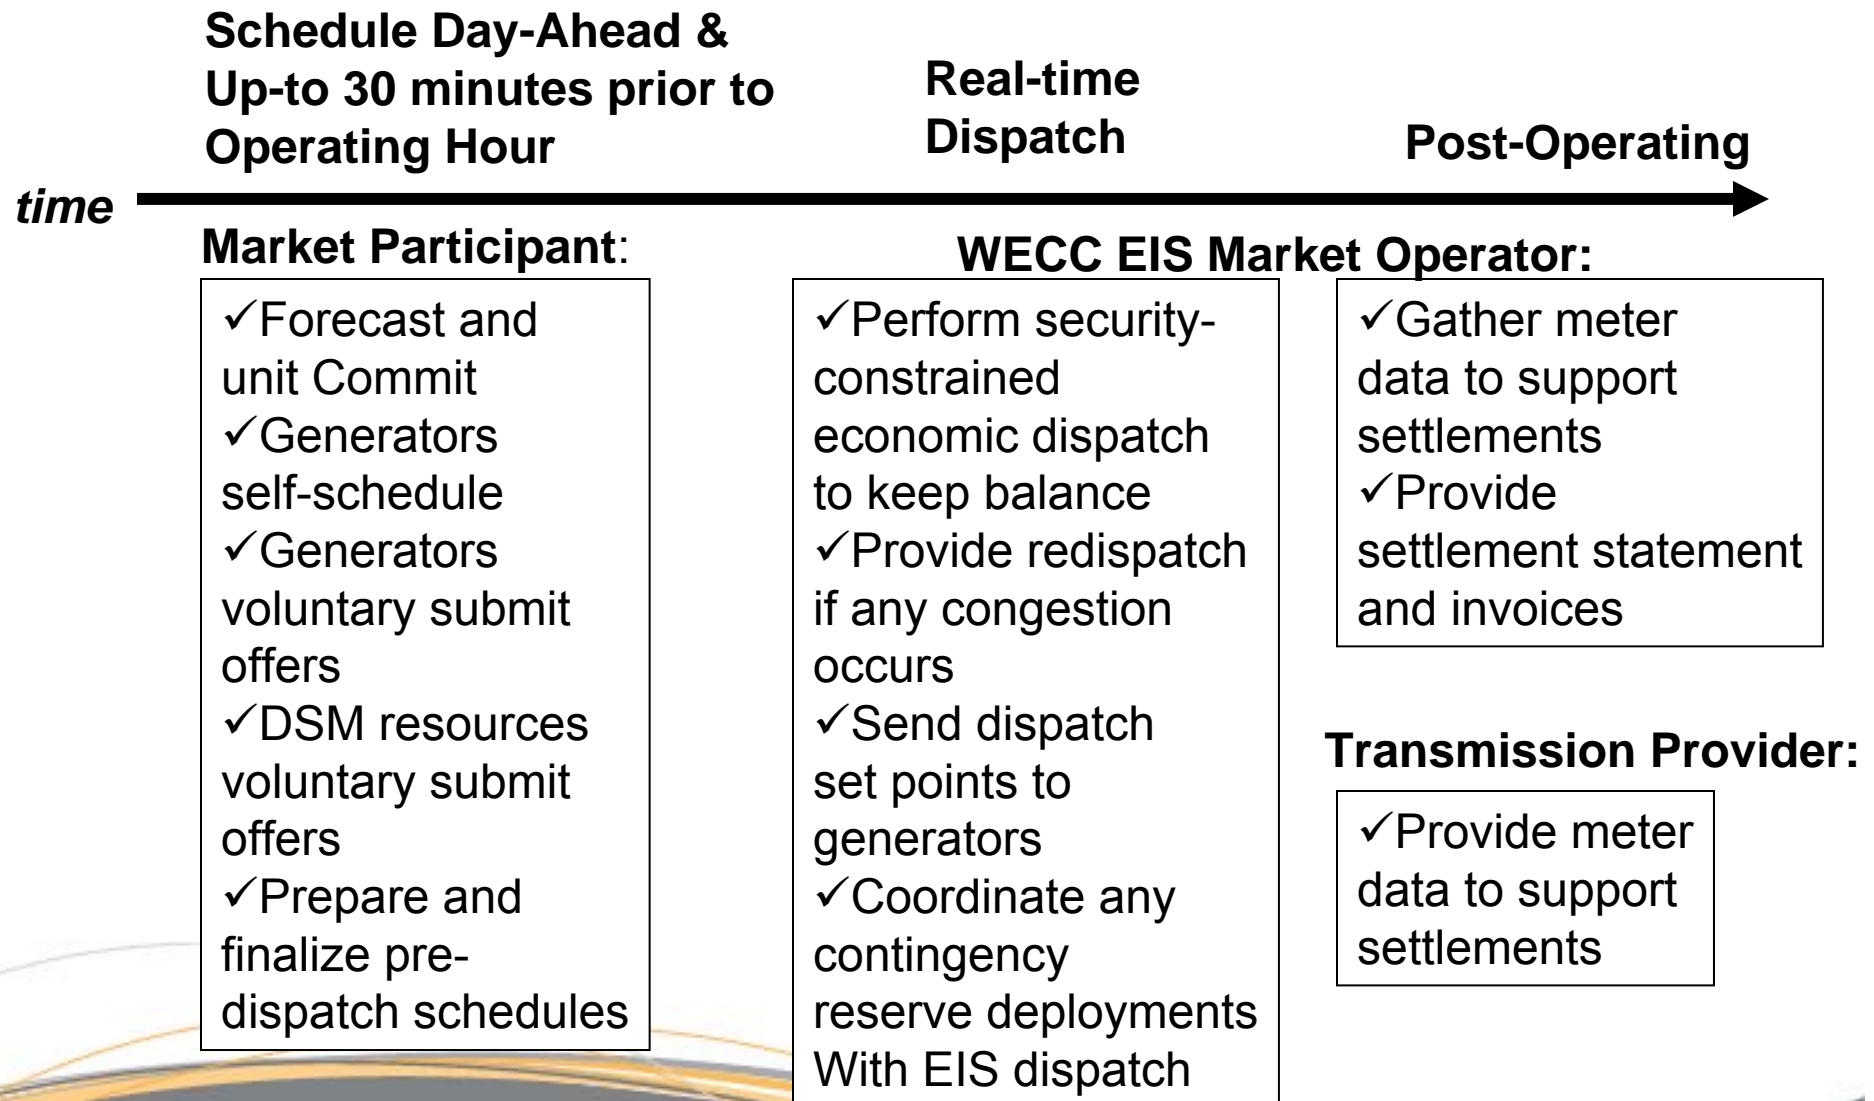 Schedule Day-Ahead &
Up-to 30 minutes prior to
Operating Hour
Real-time
Dispatch
Post-Operating
time
Market Participant:
✓Forecast and
unit Commit
✓Generators
self-schedule
✓Generators
voluntary submit
offers
✓DSM resources
voluntary submit
offers
✓Prepare and
finalize pre-
dispatch schedules
WECC EIS Market Operator:
✓Perform security-
constrained
economic dispatch
to keep balance
✓Provide redispatch
if any congestion
occurs
✓Send dispatch
set points to
generators
✓Coordinate any
contingency
reserve deployments
With EIS dispatch
✓Gather meter
data to support
settlements
✓Provide
settlement statement
and invoices
Transmission Provider:
✓Provide meter
data to support
settlements